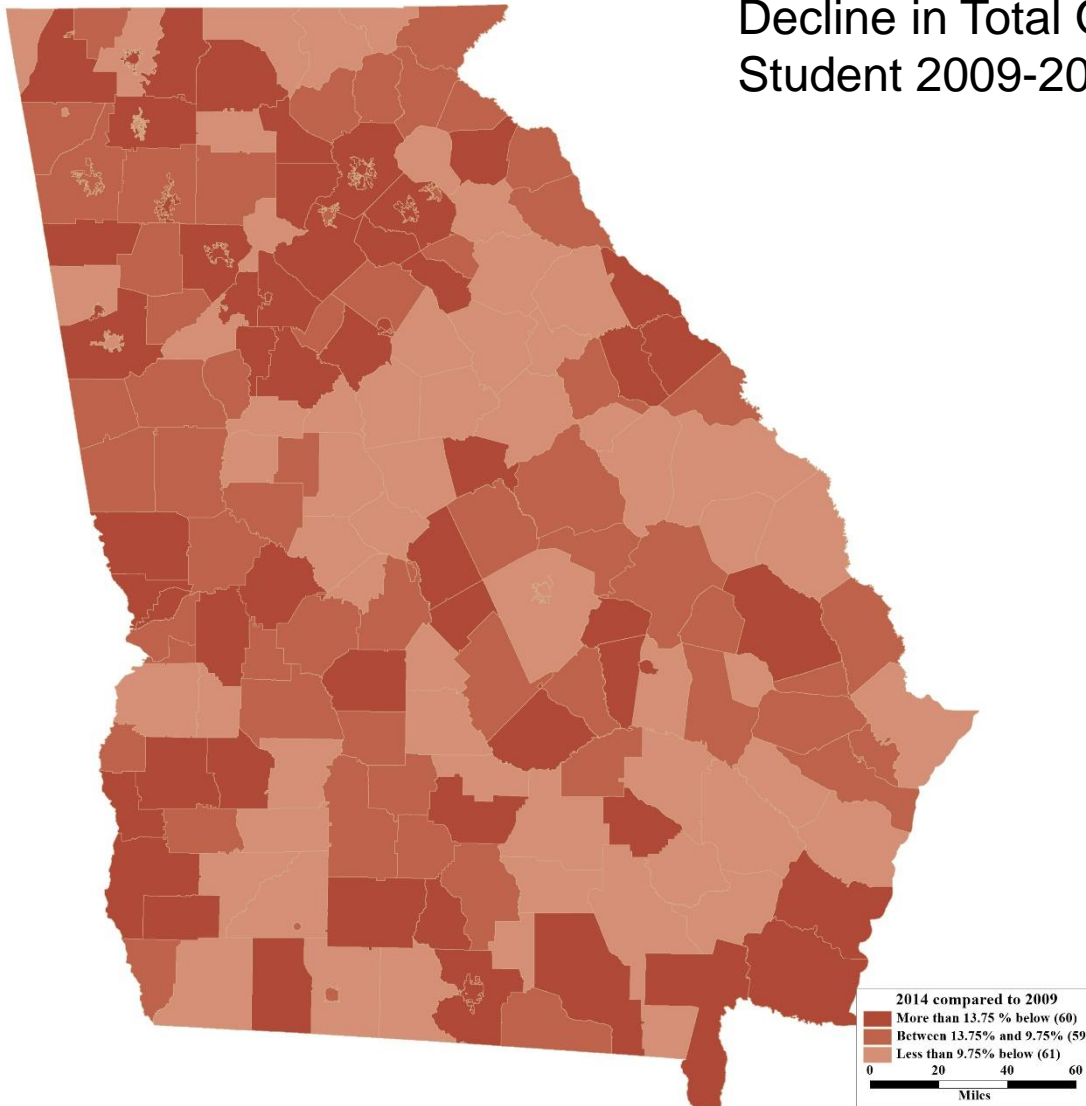 Decline in Total
Student 2009-20
2014 compared to 2009
More than 13.75 % below (60)
Between 13.75% and 9.75% (59
Less than 9.75% below (61)
0 20 40 60
Miles